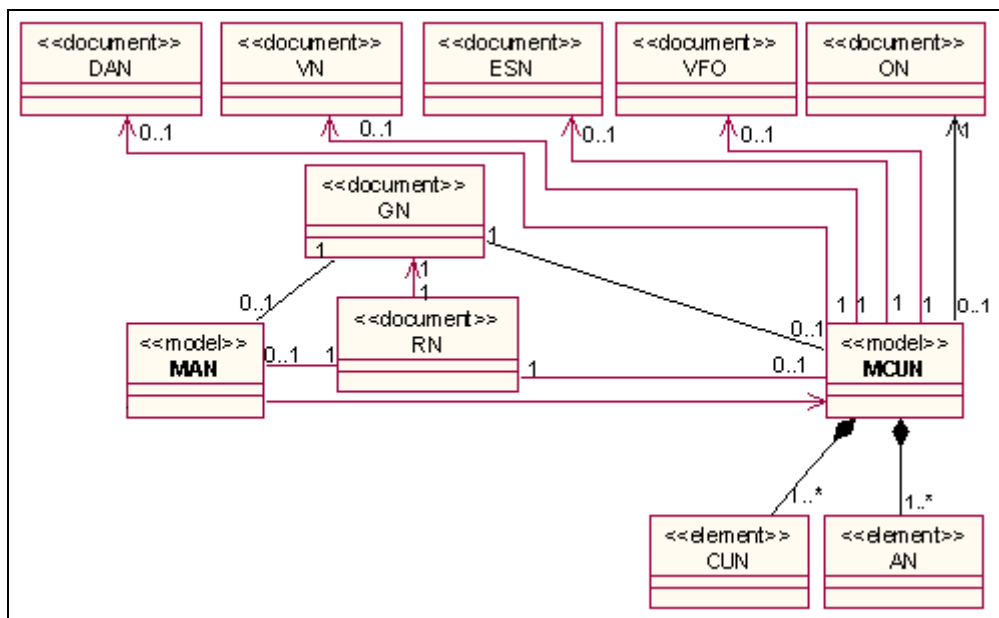 <<document>>
DAN
<<document>>
VN
<<document>>
ESN
<<document>>
VFO
<<document>>
ON
0..1
0..1
0..1
0..1
1
<<document>>
GN
1
1
1
1
0..1
0..1
1
1
1
1
0..1
<<document>>
RN
<<model>>
MAN
0..1
1
1
0..1
<<model>>
MCUN
1..*
1..*
<<element>>
CUN
<<element>>
AN